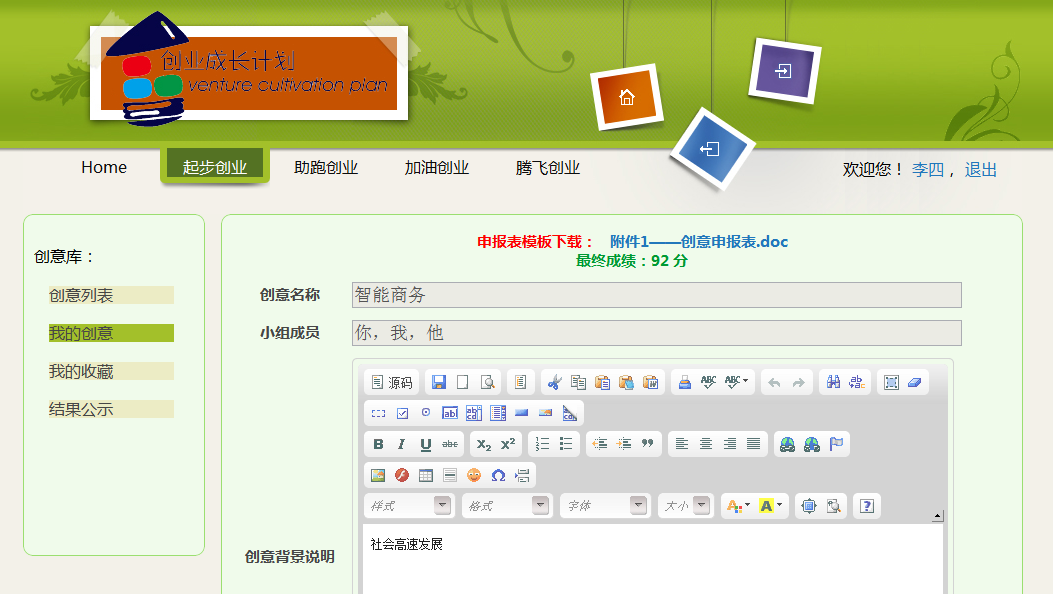 创业成长计划
venture cultivation plan
Home
起步创业
助跑创业
加油创业
腾飞创业
欢迎您！ 李四， 退出
创意库：
创意列表
我的创意
我的收藏
结果公示
申报表模板下载： 附件1——创意申报表.doc
最终成绩：92 分
创意名称
智能商务
小组成员
你，我，他
源码
样式
格式
字体
大小
创意背景说明
社会高速发展